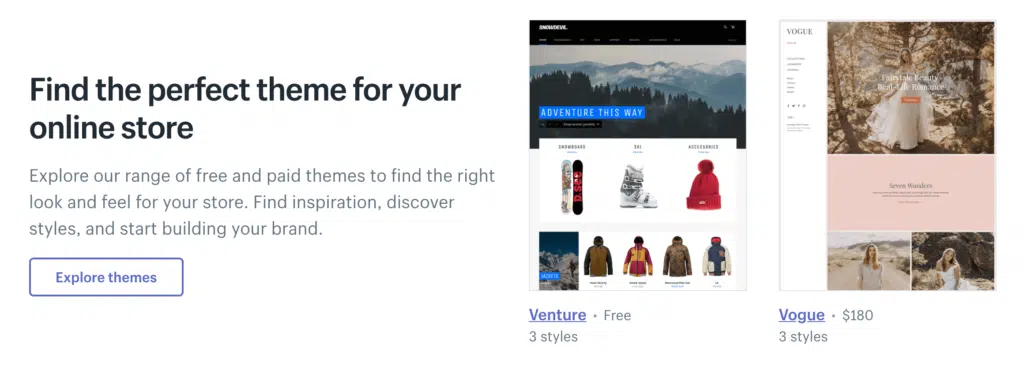 Find the perfect theme for your
online store
Explore our range of free and paid themes to find the right
look and feel for your store. Find inspiration, discover
styles, and start building your brand.
Explore themes
SNOWDEVIL
ADVENTURE THIS WAY
SNOWBOARD
SKI
ACCESSORIES
JACKETS
Venture • Free
3 styles
VOGUE
Fairytale Beauty
Real-Life Romance
Seven Wonders
Vogue • $180
3 styles